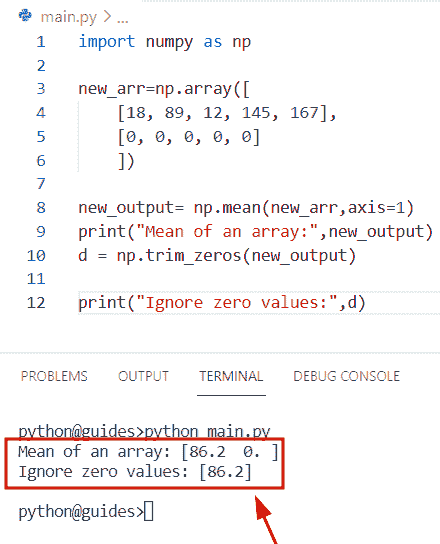 main.py > ...
1 import numpy as np
2
3 new_arr=np.array([
4     [18, 89, 12, 145, 167],
5     [0, 0, 0, 0, 0]
6     ])
7
8 new_output= np.mean(new_arr,axis=1)
9 print("Mean of an array:",new_output)
10 d = np.trim_zeros(new_output)
11
12 print("Ignore zero values:",d)
PROBLEMS OUTPUT TERMINAL DEBUG CONSOLE
python@guides>python main.py
Mean of an array: [86.2  0. ]
Ignore zero values: [86.2]
python@guides>